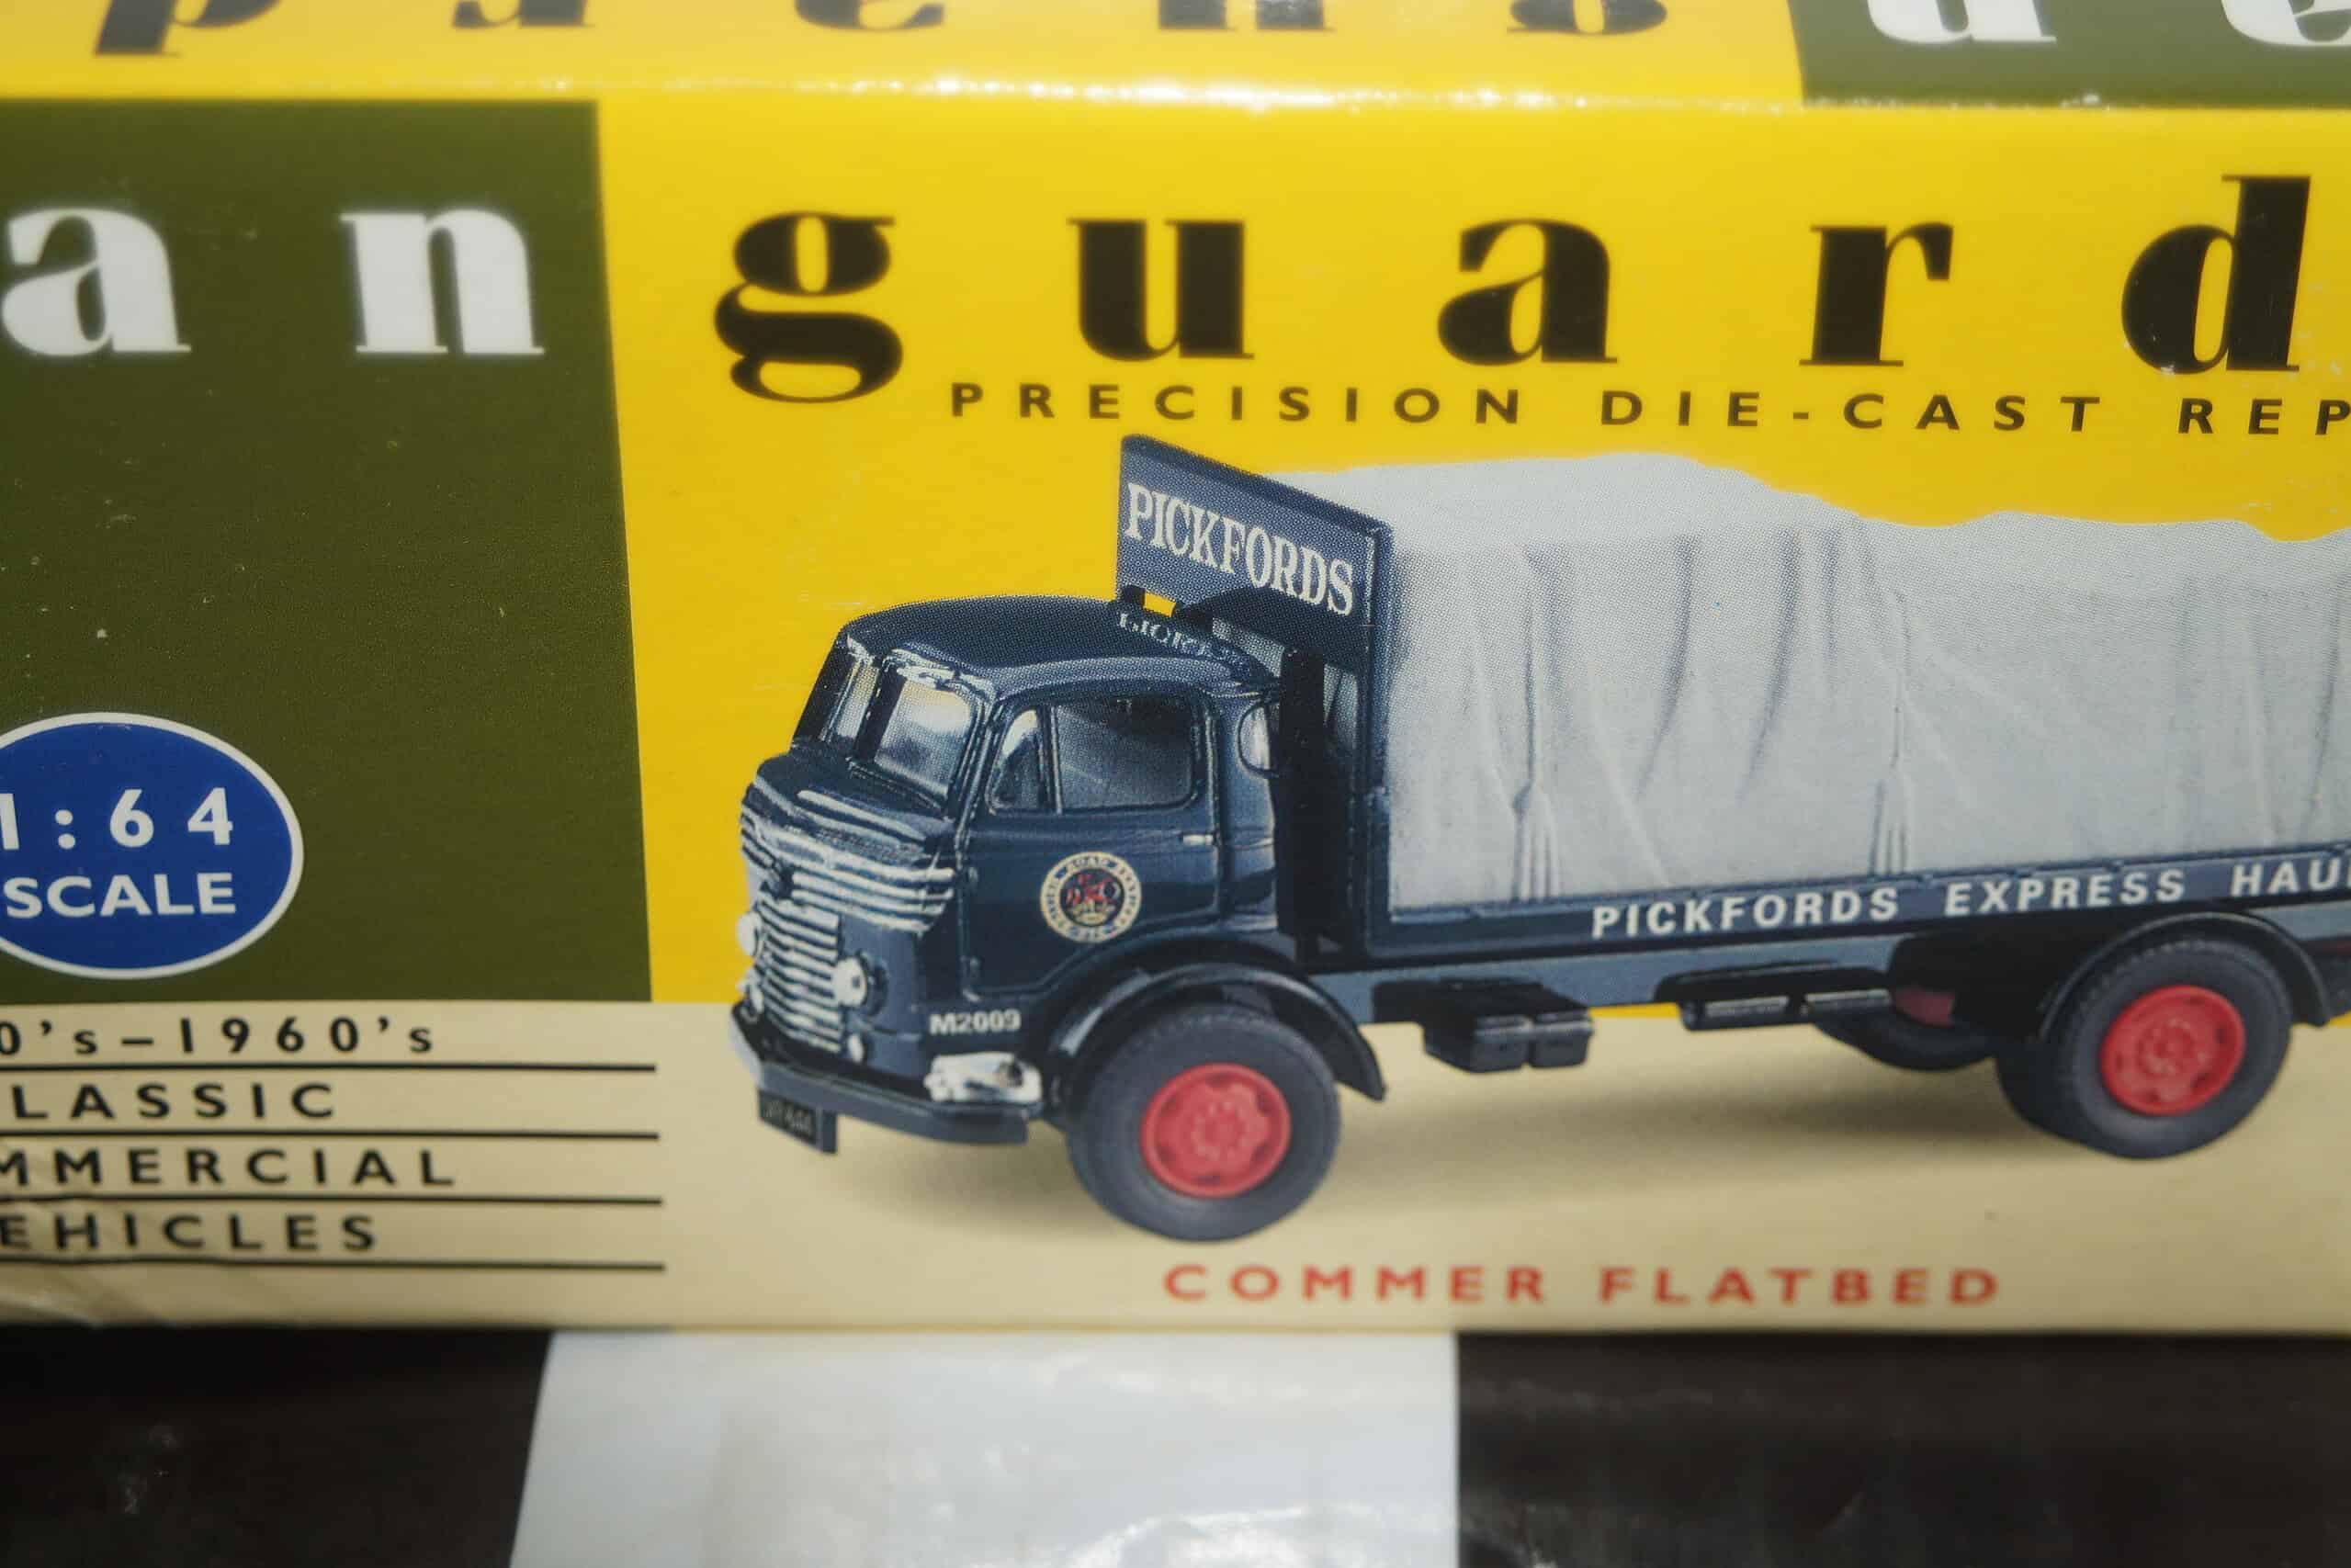 an guard
PRECISION DIE-CAST REP
PICKFORDS
1:64
SCALE
PICKFORDS EXPRESS HAUL
M2009
0's–1960's
LASSIC
MMERCIAL
EHICLES
COMMER FLATBED